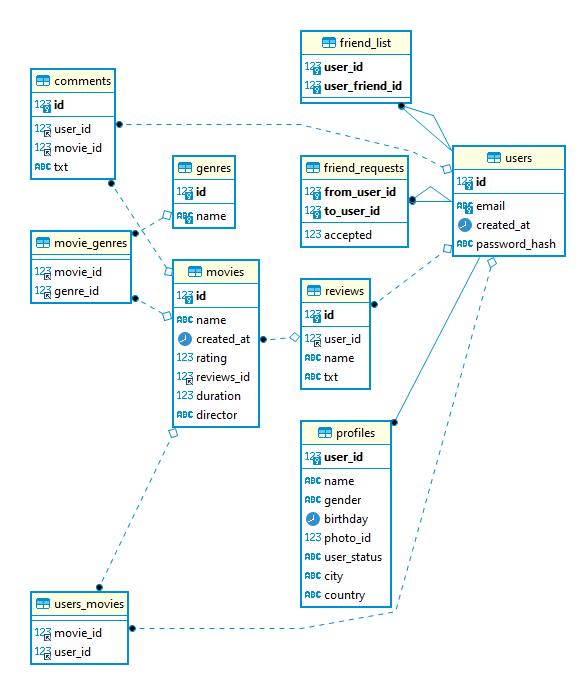 friend_list
123 user_id
123 user_friend_id
comments
123 id
123 user_id
123 movie_id
ABC txt
genres
123 id
ABC name
friend_requests
123 from_user_id
123 to_user_id
123 accepted
users
123 id
ABC email
created_at
ABC password_hash
movie_genres
123 movie_id
123 genre_id
movies
123 id
ABC name
created_at
123 rating
123 reviews_id
123 duration
ABC director
reviews
123 id
123 user_id
ABC name
ABC txt
profiles
123 user_id
ABC name
ABC gender
birthday
123 photo_id
ABC user_status
ABC city
ABC country
users_movies
123 movie_id
123 user_id